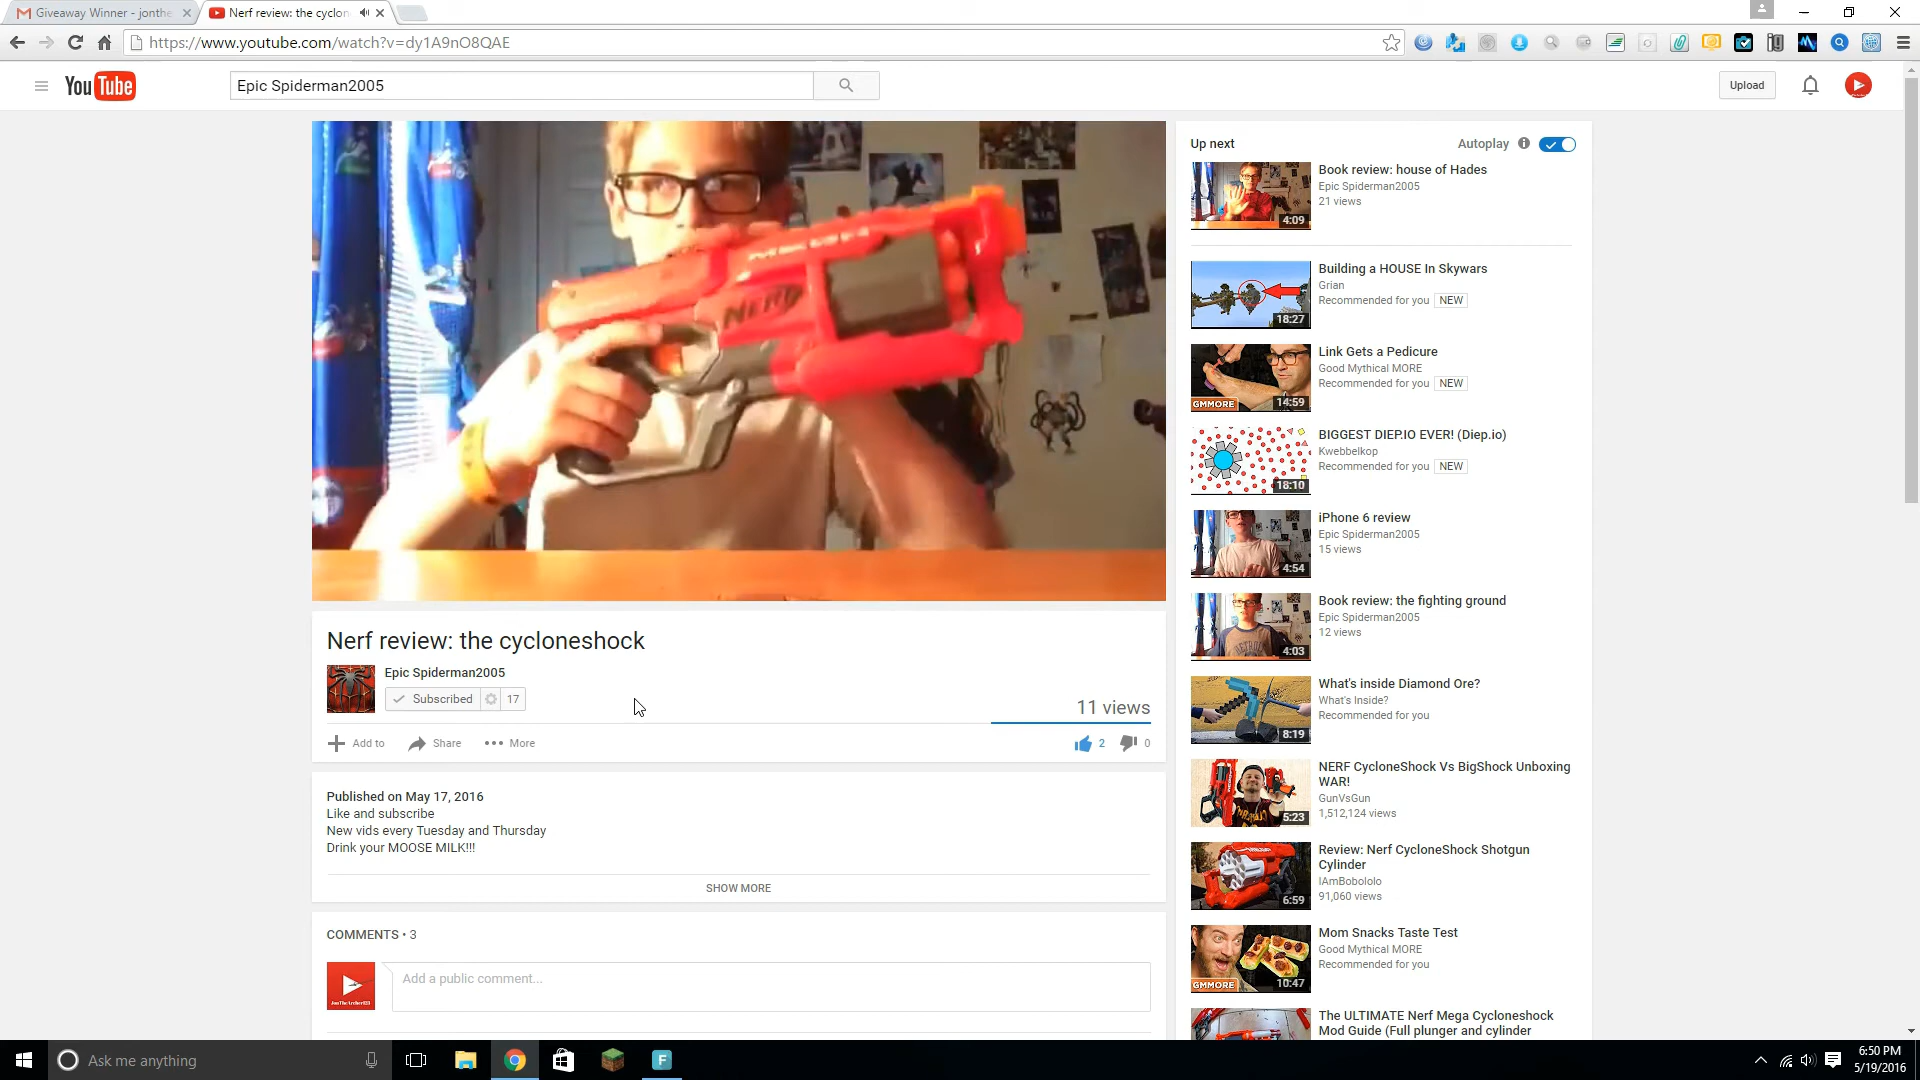 Giveaway Winner - jonthe
Nerf review: the cyclon
https://www.youtube.com/watch?v=dy1A9nO8QAE
YouTube
Epic Spiderman2005
Upload
NERF
Nerf review: the cycloneshock
Epic Spiderman2005
Subscribed 17
11 views
Add to Share More
2 0
Published on May 17, 2016
Like and subscribe
New vids every Tuesday and Thursday
Drink your MOOSE MILK!!!
SHOW MORE
COMMENTS • 3
Add a public comment...
Up next
Autoplay
Book review: house of Hades
Epic Spiderman2005
21 views
4:09
Building a HOUSE In Skywars
Grian
Recommended for you NEW
18:27
Link Gets a Pedicure
Good Mythical MORE
Recommended for you NEW
GMMORE 14:59
BIGGEST DIEP.IO EVER! (Diep.io)
Kwebbelkop
Recommended for you NEW
18:10
iPhone 6 review
Epic Spiderman2005
15 views
4:54
Book review: the fighting ground
Epic Spiderman2005
12 views
4:03
What's inside Diamond Ore?
What's Inside?
Recommended for you
8:19
NERF CycloneShock Vs BigShock Unboxing
WAR!
GunVsGun
1,512,124 views
5:23
Review: Nerf CycloneShock Shotgun
Cylinder
IAmBobololo
91,060 views
6:59
Mom Snacks Taste Test
Good Mythical MORE
Recommended for you
GMMORE 10:47
The ULTIMATE Nerf Mega Cycloneshock
Mod Guide (Full plunger and cylinder
Ask me anything
F
6:50 PM
5/19/2016